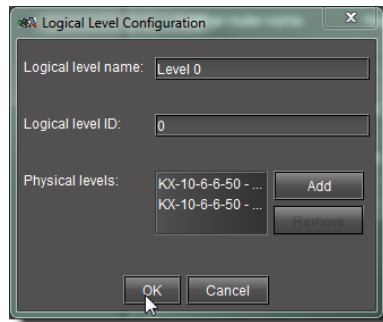 Logical Level Configuration
X
Logical level name: Level 0
Logical level ID: 0
Physical levels: KX-10-6-6-50 - ... Add
KX-10-6-6-50 - ... Remove
OK Cancel